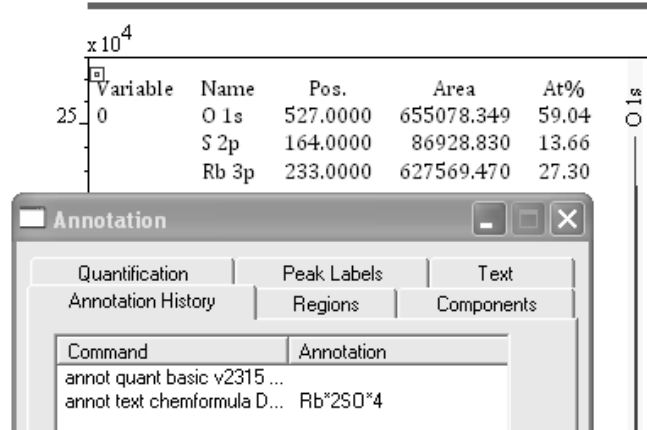 x 10^4
Variable Name Pos. Area At%
25 0 O 1s 527.0000 655078.349 59.04
S 2p 164.0000 86928.830 13.66
Rb 3p 233.0000 627569.470 27.30
O 1s
Annotation
Quantification Peak Labels Text
Annotation History Regions Components
Command Annotation
annot quant basic v2315 ...
annot text chemformula D... Rb*2SO*4